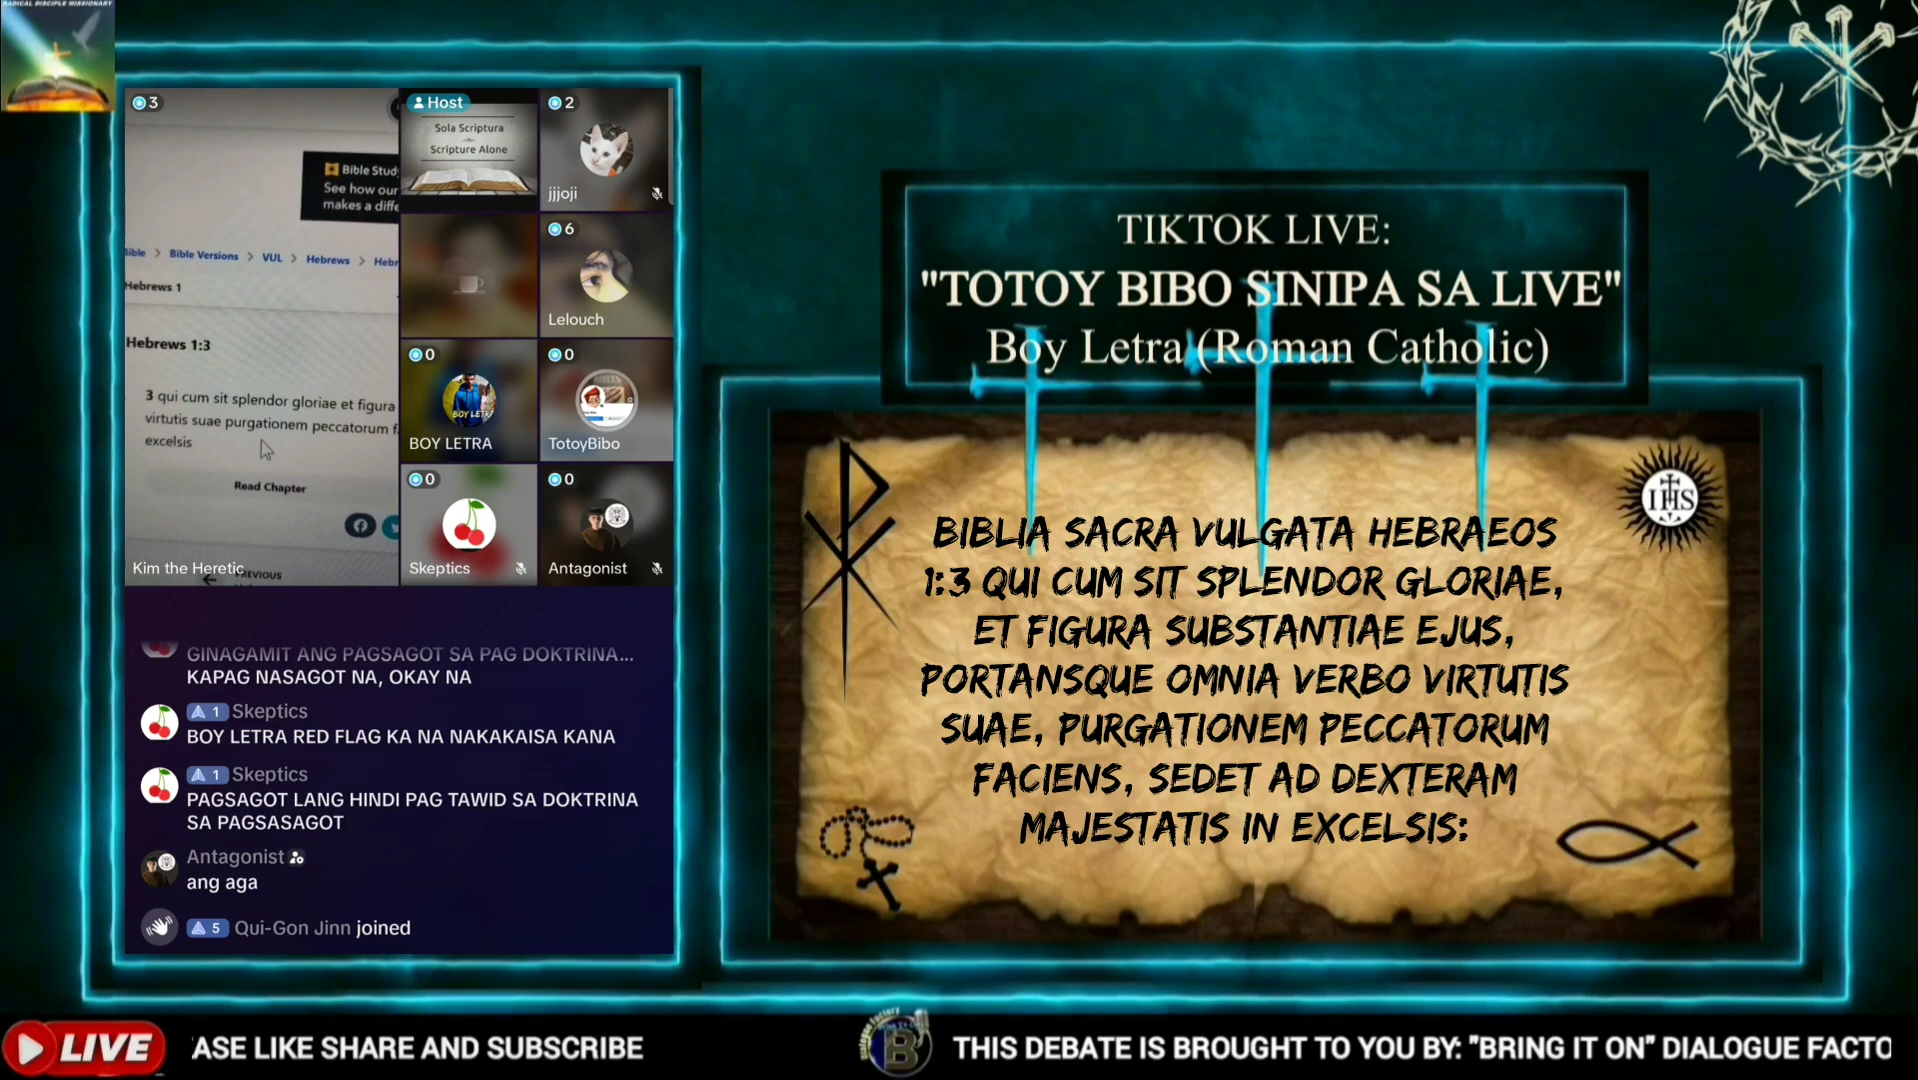 RADICAL DISCIPLE MISSIONARY
3
Host
2
Sola Scriptura
Scripture Alone
jjjoji
Bible Stud
See how our
makes a diffe
Bible > Bible Versions > VUL > Hebrews > Hebr
Hebrews 1
6
Lelouch
Hebrews 1:3
3 qui cum sit splendor gloriae et figura
virtutis suae purgationem peccatorum f
excelsis
Read Chapter
0
BOY LETRA
BOY LETRA
0
TotoyBibo
0
Skeptics
0
Antagonist
Kim the Heretic
PREVIOUS
GINAGAMIT ANG PAGSAGOT SA PAG DOKTRINA...
KAPAG NASAGOT NA, OKAY NA
1 Skeptics
BOY LETRA RED FLAG KA NA NAKAKAISA KANA
1 Skeptics
PAGSAGOT LANG HINDI PAG TAWID SA DOKTRINA
SA PAGSASAGOT
Antagonist
ang aga
5 Qui-Gon Jinn joined
TIKTOK LIVE:
"TOTOY BIBO SINIPA SA LIVE"
Boy Letra (Roman Catholic)
IHS
BIBLIA SACRA VULGATA HEBRAEOS
1:3 QUI CUM SIT SPLENDOR GLORIAE,
ET FIGURA SUBSTANTIAE EJUS,
PORTANSQUE OMNIA VERBO VIRTUTIS
SUAE, PURGATIONEM PECCATORUM
FACIENS, SEDET AD DEXTERAM
MAJESTATIS IN EXCELSIS:
LIVE
ASE LIKE SHARE AND SUBSCRIBE
Dialogue Factory
B
THIS DEBATE IS BROUGHT TO YOU BY: "BRING IT ON" DIALOGUE FACTO